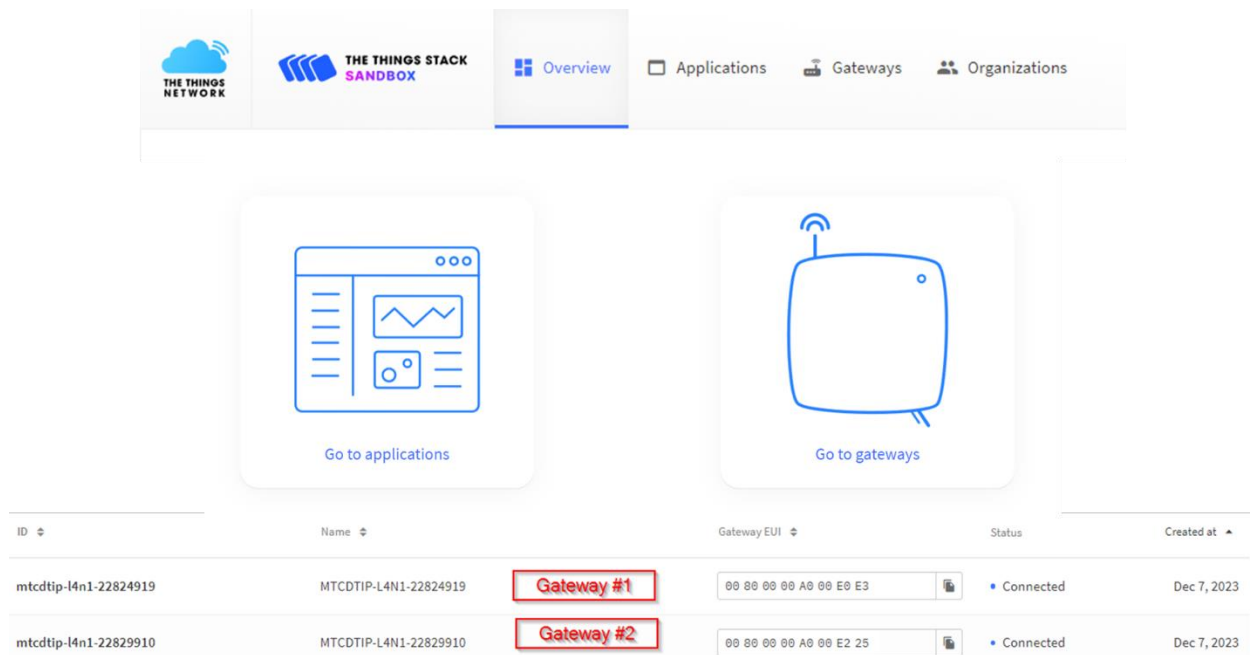 THE THINGS NETWORK
THE THINGS STACK
SANDBOX
Overview
Applications
Gateways
Organizations
Go to applications
Go to gateways
ID Name Gateway EUI Status Created at
mtcdtip-l4n1-22824919 MTCDTIP-L4N1-22824919 Gateway #1 00 80 00 00 A0 00 E0 E3 Connected Dec 7, 2023
mtcdtip-l4n1-22829910 MTCDTIP-L4N1-22829910 Gateway #2 00 80 00 00 A0 00 E2 25 Connected Dec 7, 2023